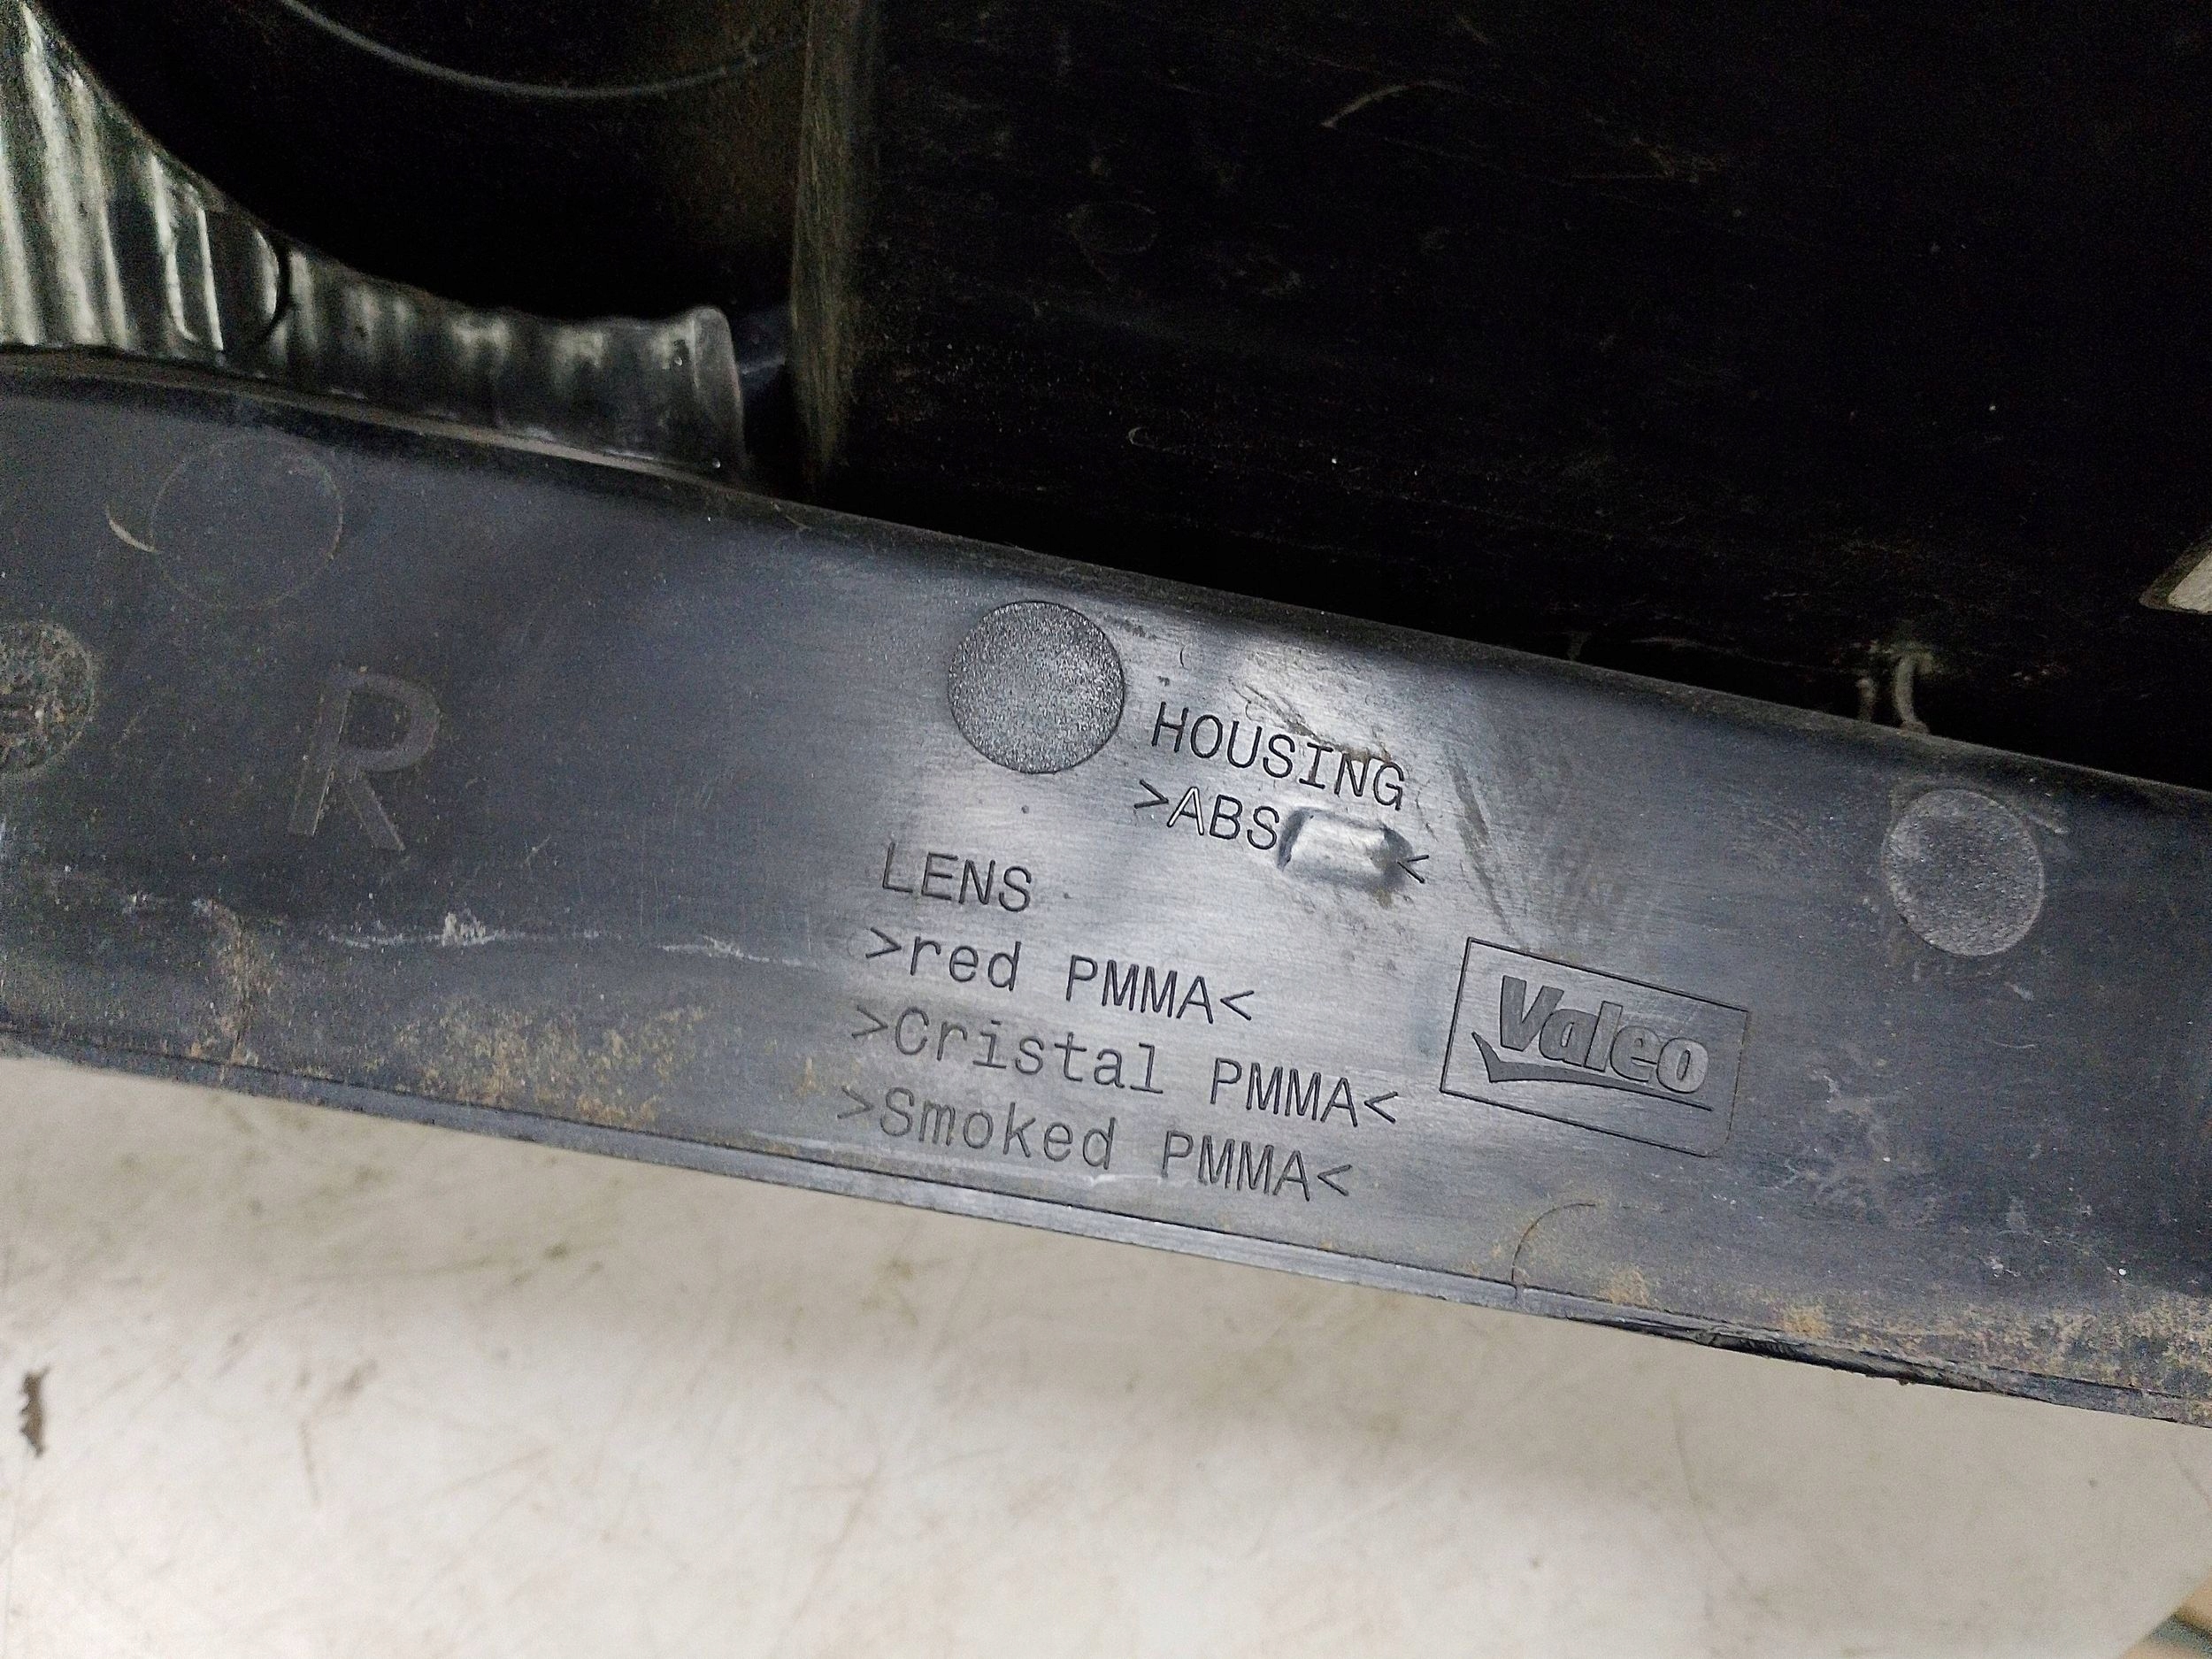 R
HOUSING
>ABS<
LENS
>red PMMA<
>Cristal PMMA<
>Smoked PMMA<
Valeo